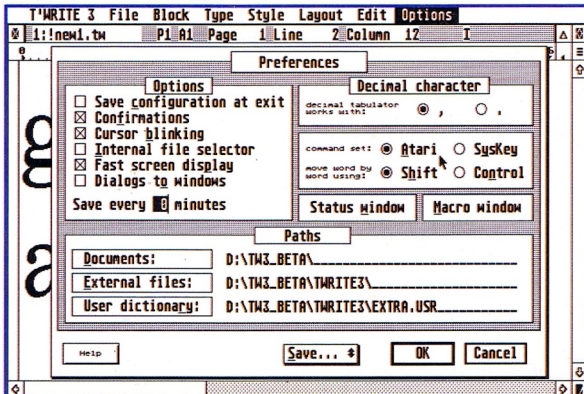 T'WRITE 3 File Block Type Style Layout Edit Options
1:!new1.tw P1 A1 Page 1 Line 2 Column 12
Preferences
Options
Save configuration at exit
Confirmations
Cursor blinking
Internal file selector
Fast screen display
Dialogs to windows
Save every 0 minutes
Decimal character
decimal tabulator
works with: , .
command set: Atari SysKey
move word by
word using: Shift Control
Status window Macro window
Paths
Documents: D:\TW3_BETA\
External files: D:\TW3_BETA\TWRITE3\
User dictionary: D:\TW3_BETA\TWRITE3\EXTRA.USR
Help Save... OK Cancel